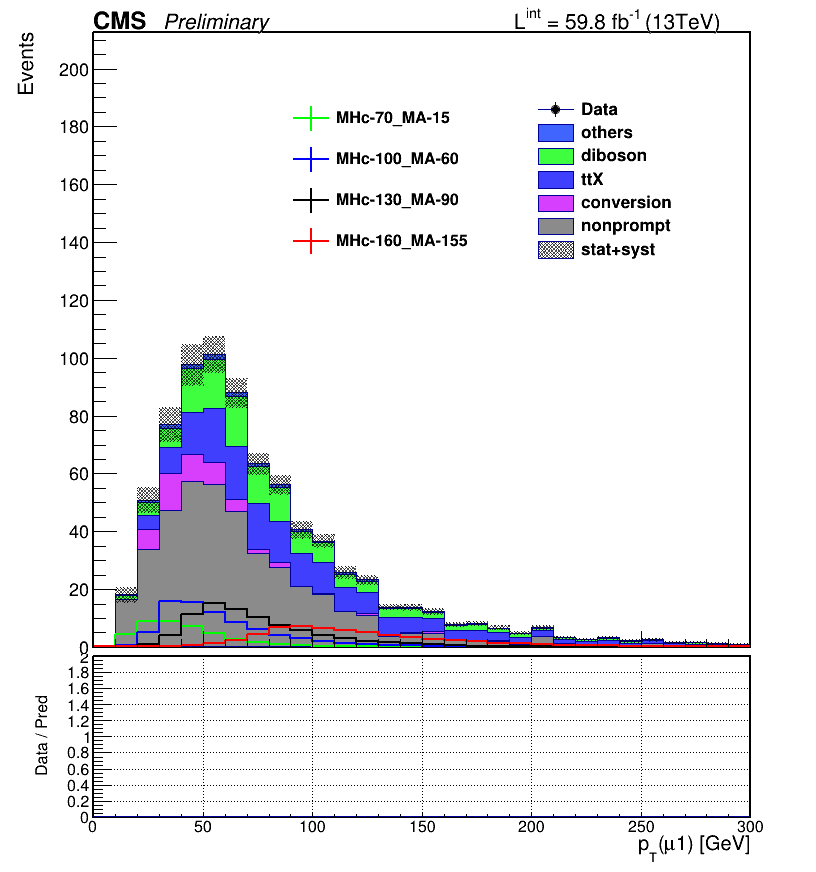 CMS Preliminary L^int = 59.8 fb^-1 (13TeV)
Events
200
180
160
140
120
100
80
60
40
20
0
MHc-70_MA-15
MHc-100_MA-60
MHc-130_MA-90
MHc-160_MA-155
Data
others
diboson
ttX
conversion
nonprompt
stat+syst
Data / Pred
2
1.8
1.6
1.4
1.2
1
0.8
0.6
0.4
0.2
0
0 50 100 150 200 250 300
p_T(μ1) [GeV]